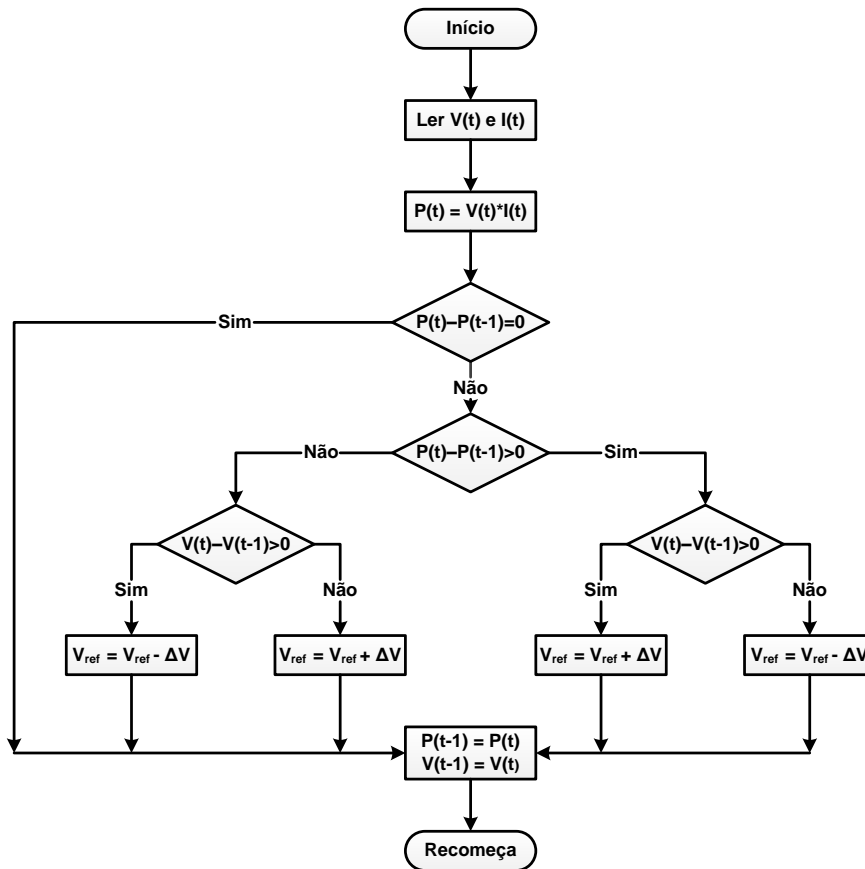 Início
Ler V(t) e I(t)
P(t) = V(t)*I(t)
Sim
P(t)–P(t-1)=0
Não
Não
P(t)–P(t-1)>0
Sim
V(t)–V(t-1)>0
V(t)–V(t-1)>0
Sim
Não
Sim
Não
Vref = Vref - ΔV
Vref = Vref + ΔV
Vref = Vref + ΔV
Vref = Vref - ΔV
P(t-1) = P(t)
V(t-1) = V(t)
Recomeça